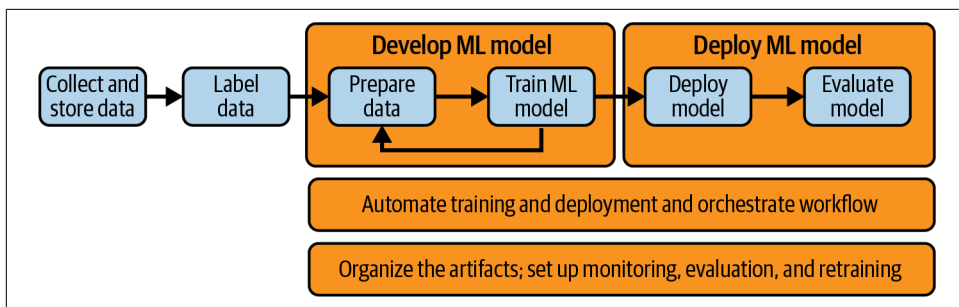 Develop ML model
Deploy ML model
Collect and
store data
Label
data
Prepare
data
Train ML
model
Deploy
model
Evaluate
model
Automate training and deployment and orchestrate workflow
Organize the artifacts; set up monitoring, evaluation, and retraining